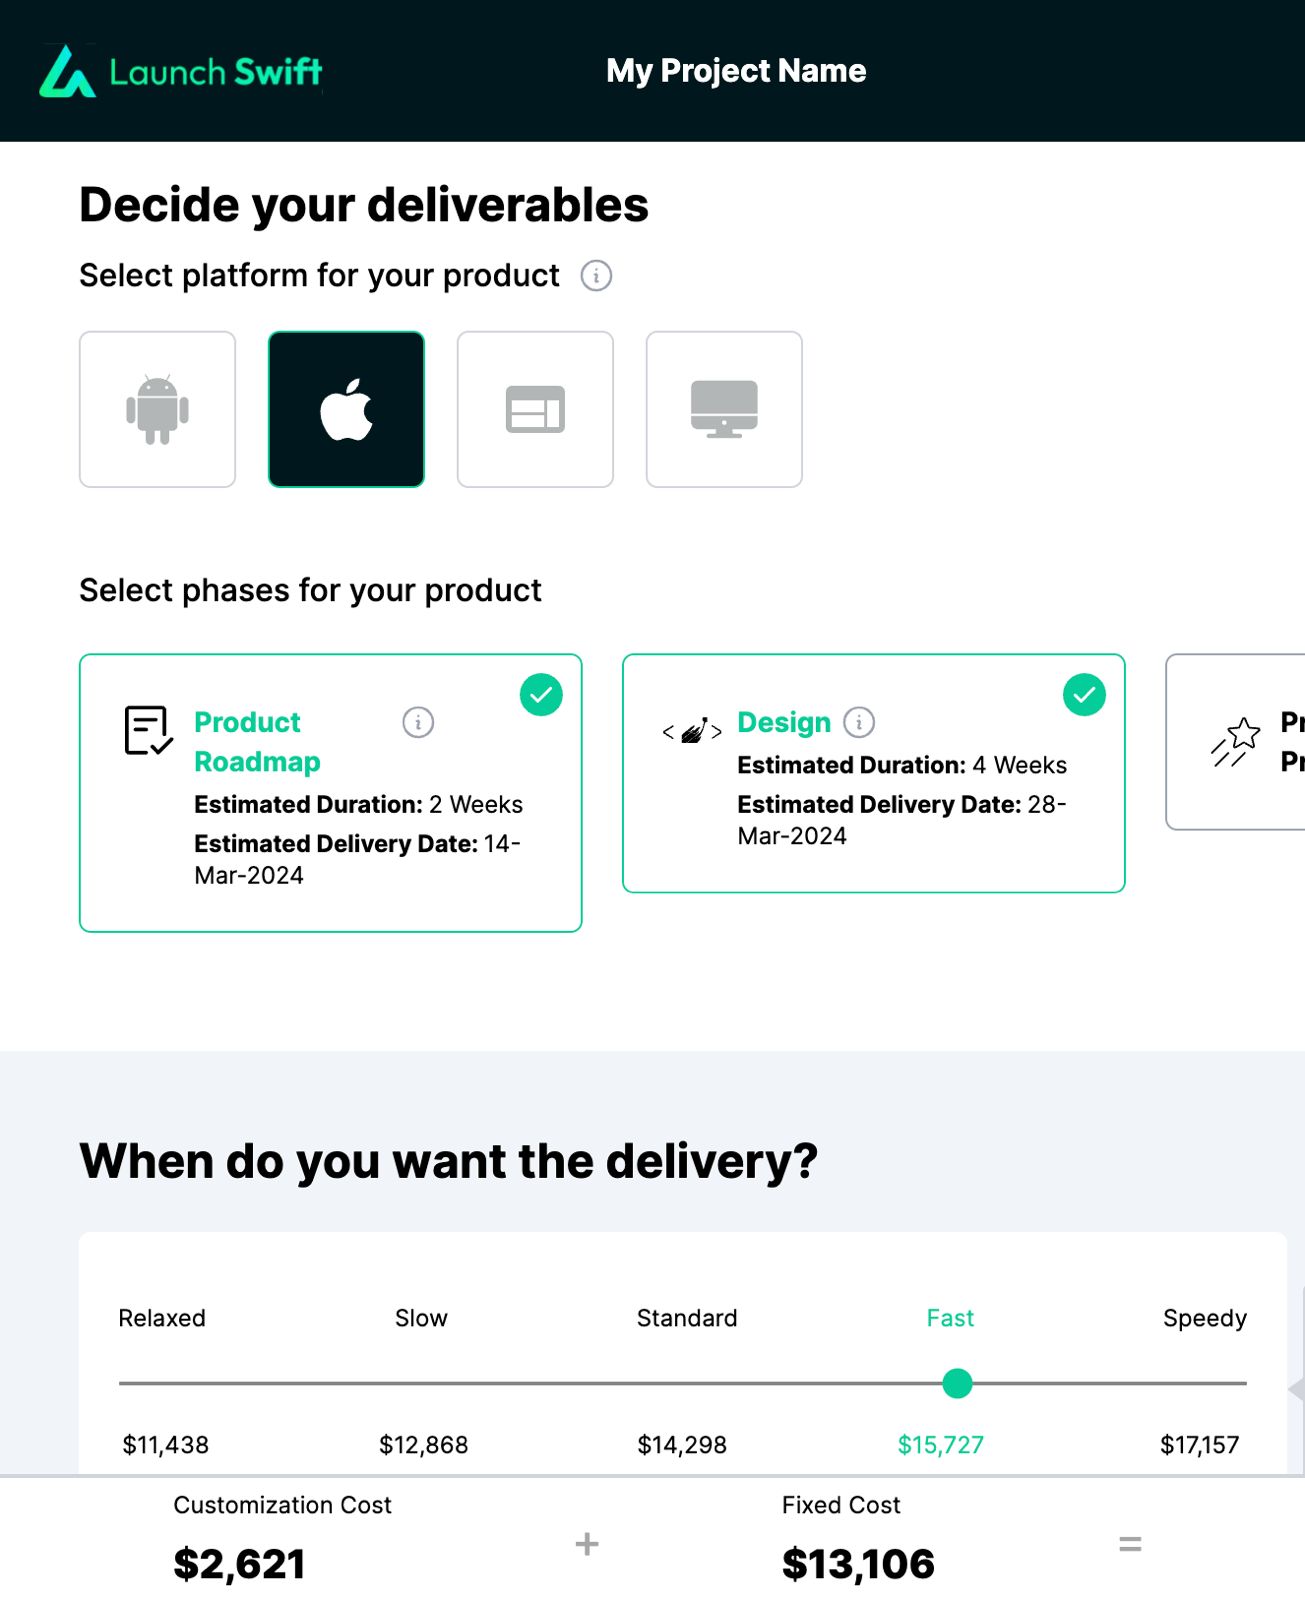 Launch Swift
My Project Name
Decide your deliverables
Select platform for your product
Select phases for your product
Product
Roadmap
Estimated Duration: 2 Weeks
Estimated Delivery Date: 14-
Mar-2024
Design
Estimated Duration: 4 Weeks
Estimated Delivery Date: 28-
Mar-2024
When do you want the delivery?
Relaxed
Slow
Standard
Fast
Speedy
$11,438
$12,868
$14,298
$15,727
$17,157
Customization Cost
$2,621
+
Fixed Cost
$13,106
=